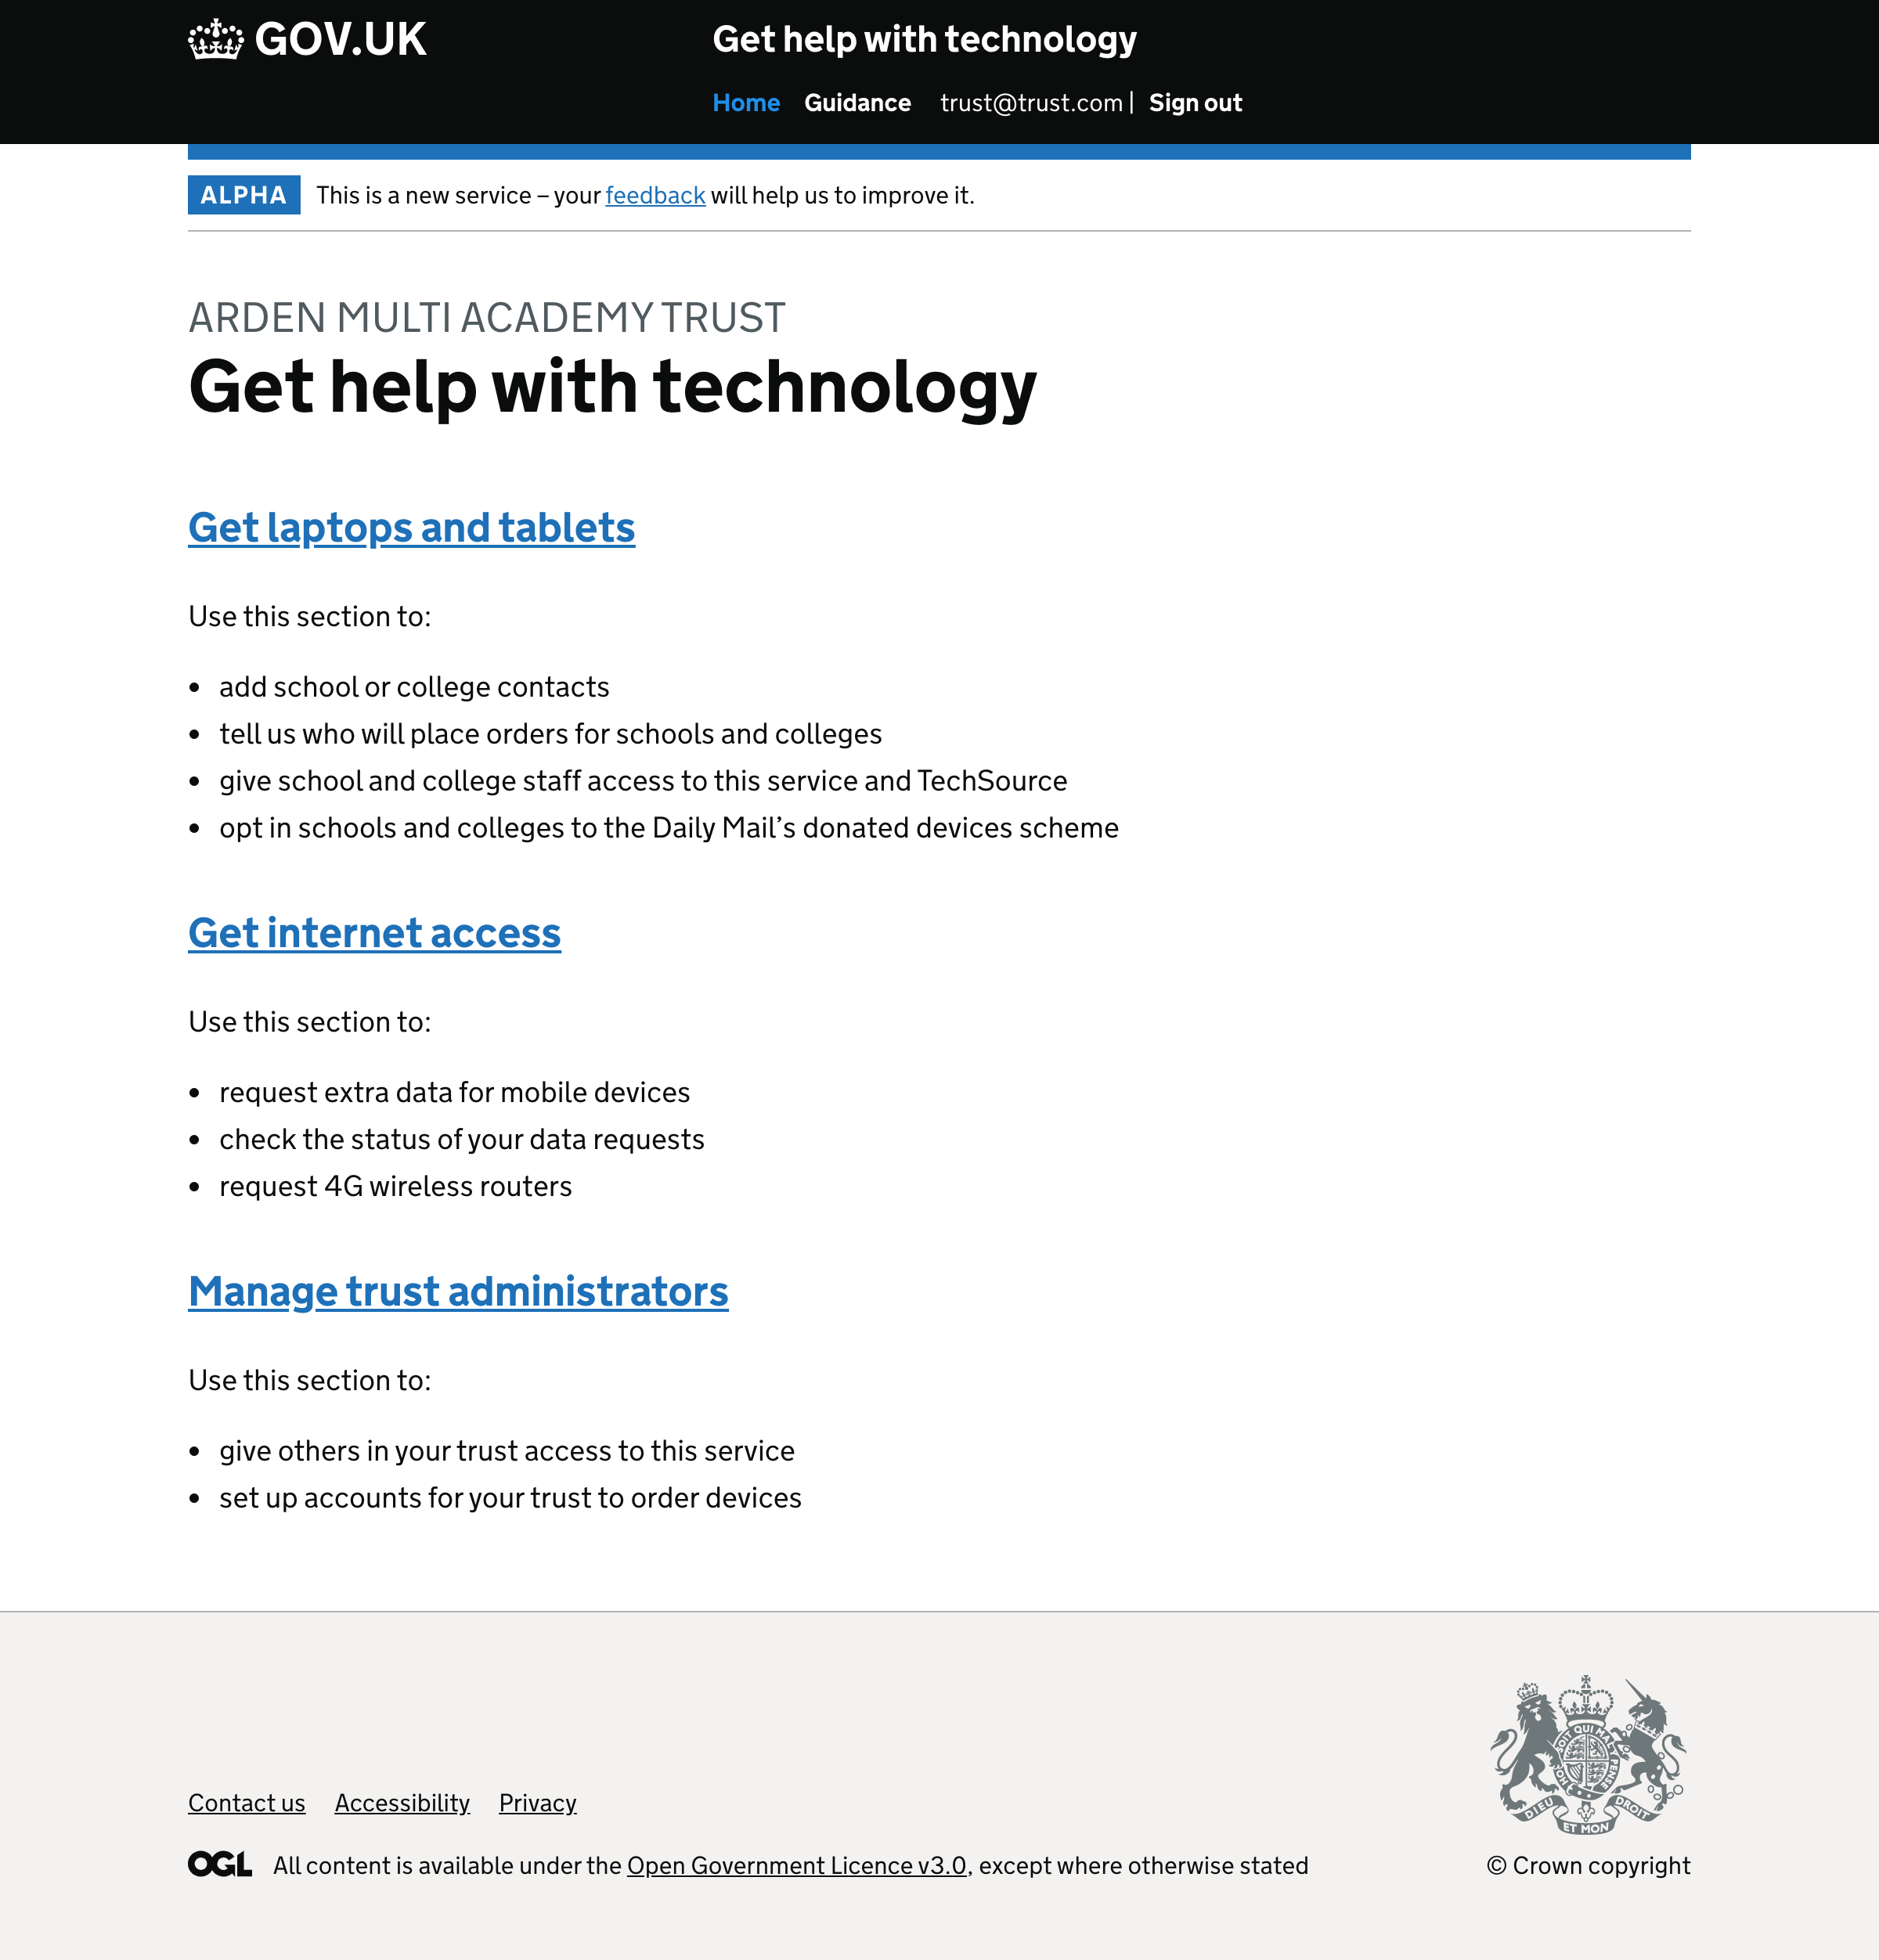 GOV.UK
Get help with technology
Home Guidance trust@trust.com | Sign out
ALPHA This is a new service – your feedback will help us to improve it.
ARDEN MULTI ACADEMY TRUST
Get help with technology
Get laptops and tablets
Use this section to:
• add school or college contacts
• tell us who will place orders for schools and colleges
• give school and college staff access to this service and TechSource
• opt in schools and colleges to the Daily Mail’s donated devices scheme
Get internet access
Use this section to:
• request extra data for mobile devices
• check the status of your data requests
• request 4G wireless routers
Manage trust administrators
Use this section to:
• give others in your trust access to this service
• set up accounts for your trust to order devices
SOIT QUI MAL
PENSE
DIEU ET MON DROIT
Contact us Accessibility Privacy
OGL All content is available under the Open Government Licence v3.0, except where otherwise stated
© Crown copyright